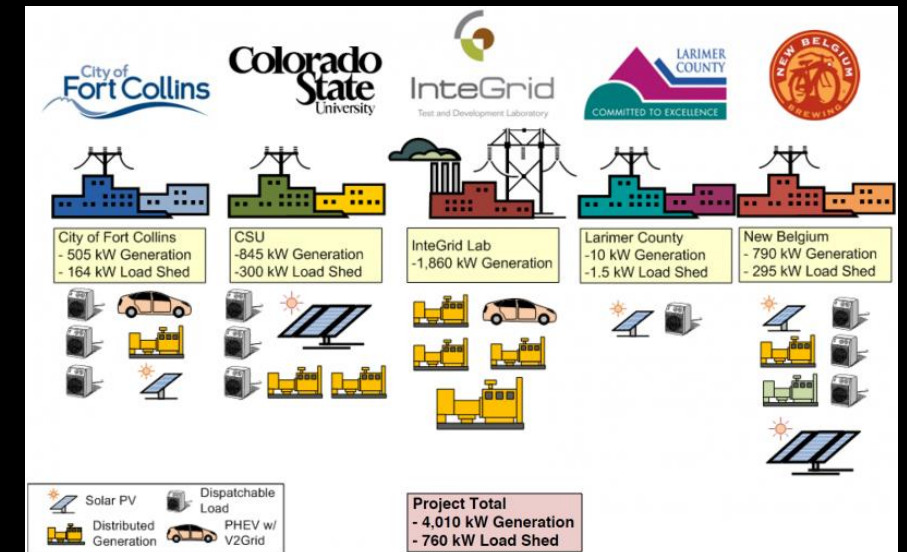 City of
Fort Collins
Colorado
State
University
InteGrid
Test and Development Laboratory
LARIMER
COUNTY
COMMITTED TO EXCELLENCE
NEW BELGIUM
BREWING
City of Fort Collins
- 505 kW Generation
- 164 kW Load Shed
CSU
-845 kW Generation
-300 kW Load Shed
InteGrid Lab
-1,860 kW Generation
Larimer County
-10 kW Generation
-1.5 kW Load Shed
New Belgium
- 790 kW Generation
- 295 kW Load Shed
Solar PV
Dispatchable
Load
Distributed
Generation
PHEV w/
V2Grid
Project Total
- 4,010 kW Generation
- 760 kW Load Shed